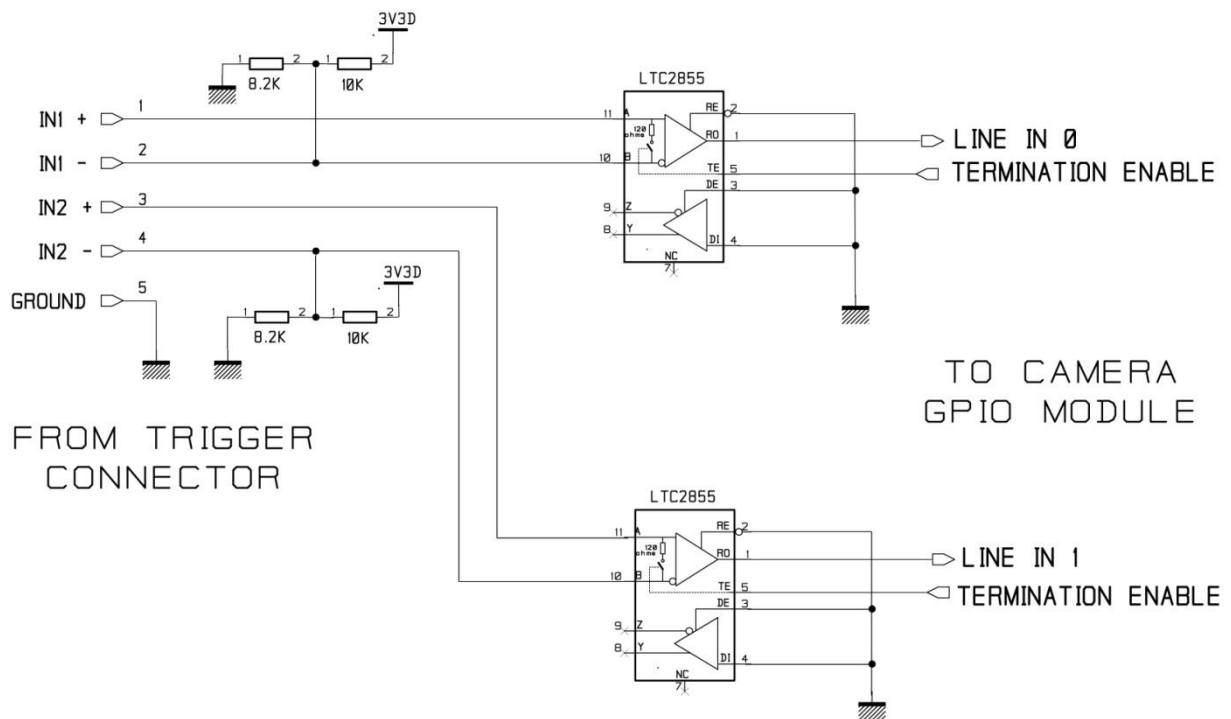 3V3D
1 2 1 2
8.2K 10K
LTC2855
IN1 + 1
IN1 - 2
IN2 + 3
IN2 - 4
GROUND 5
11 A RE 2
120
ohms
RO 1 LINE IN 0
10 B
TE 5 TERMINATION ENABLE
DE 3
9 Z
8 Y
DI 4
NC
7
3V3D
1 2 1 2
8.2K 10K
FROM TRIGGER
CONNECTOR
TO CAMERA
GPIO MODULE
LTC2855
11 A RE 2
120
ohms
RO 1 LINE IN 1
10 B
TE 5 TERMINATION ENABLE
DE 3
9 Z
8 Y
DI 4
NC
7